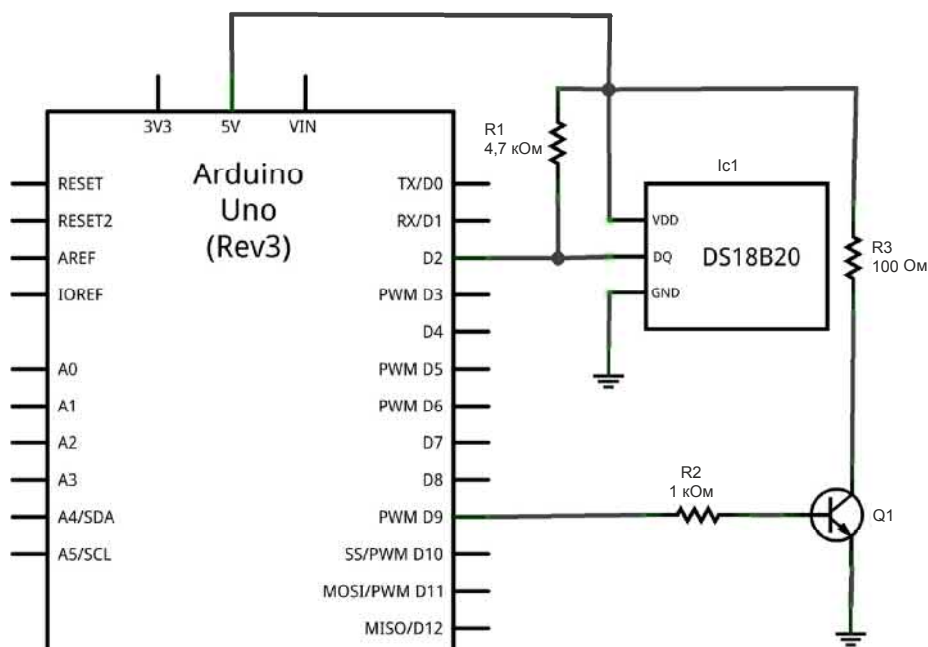 3V3
5V
VIN
Arduino
Uno
(Rev3)
RESET
RESET2
AREF
IOREF
A0
A1
A2
A3
A4/SDA
A5/SCL
TX/D0
RX/D1
D2
PWM D3
D4
PWM D5
PWM D6
D7
D8
PWM D9
SS/PWM D10
MOSI/PWM D11
MISO/D12
R1
4,7 кОм
Ic1
VDD
DQ
GND
DS18B20
R3
100 Ом
R2
1 кОм
Q1